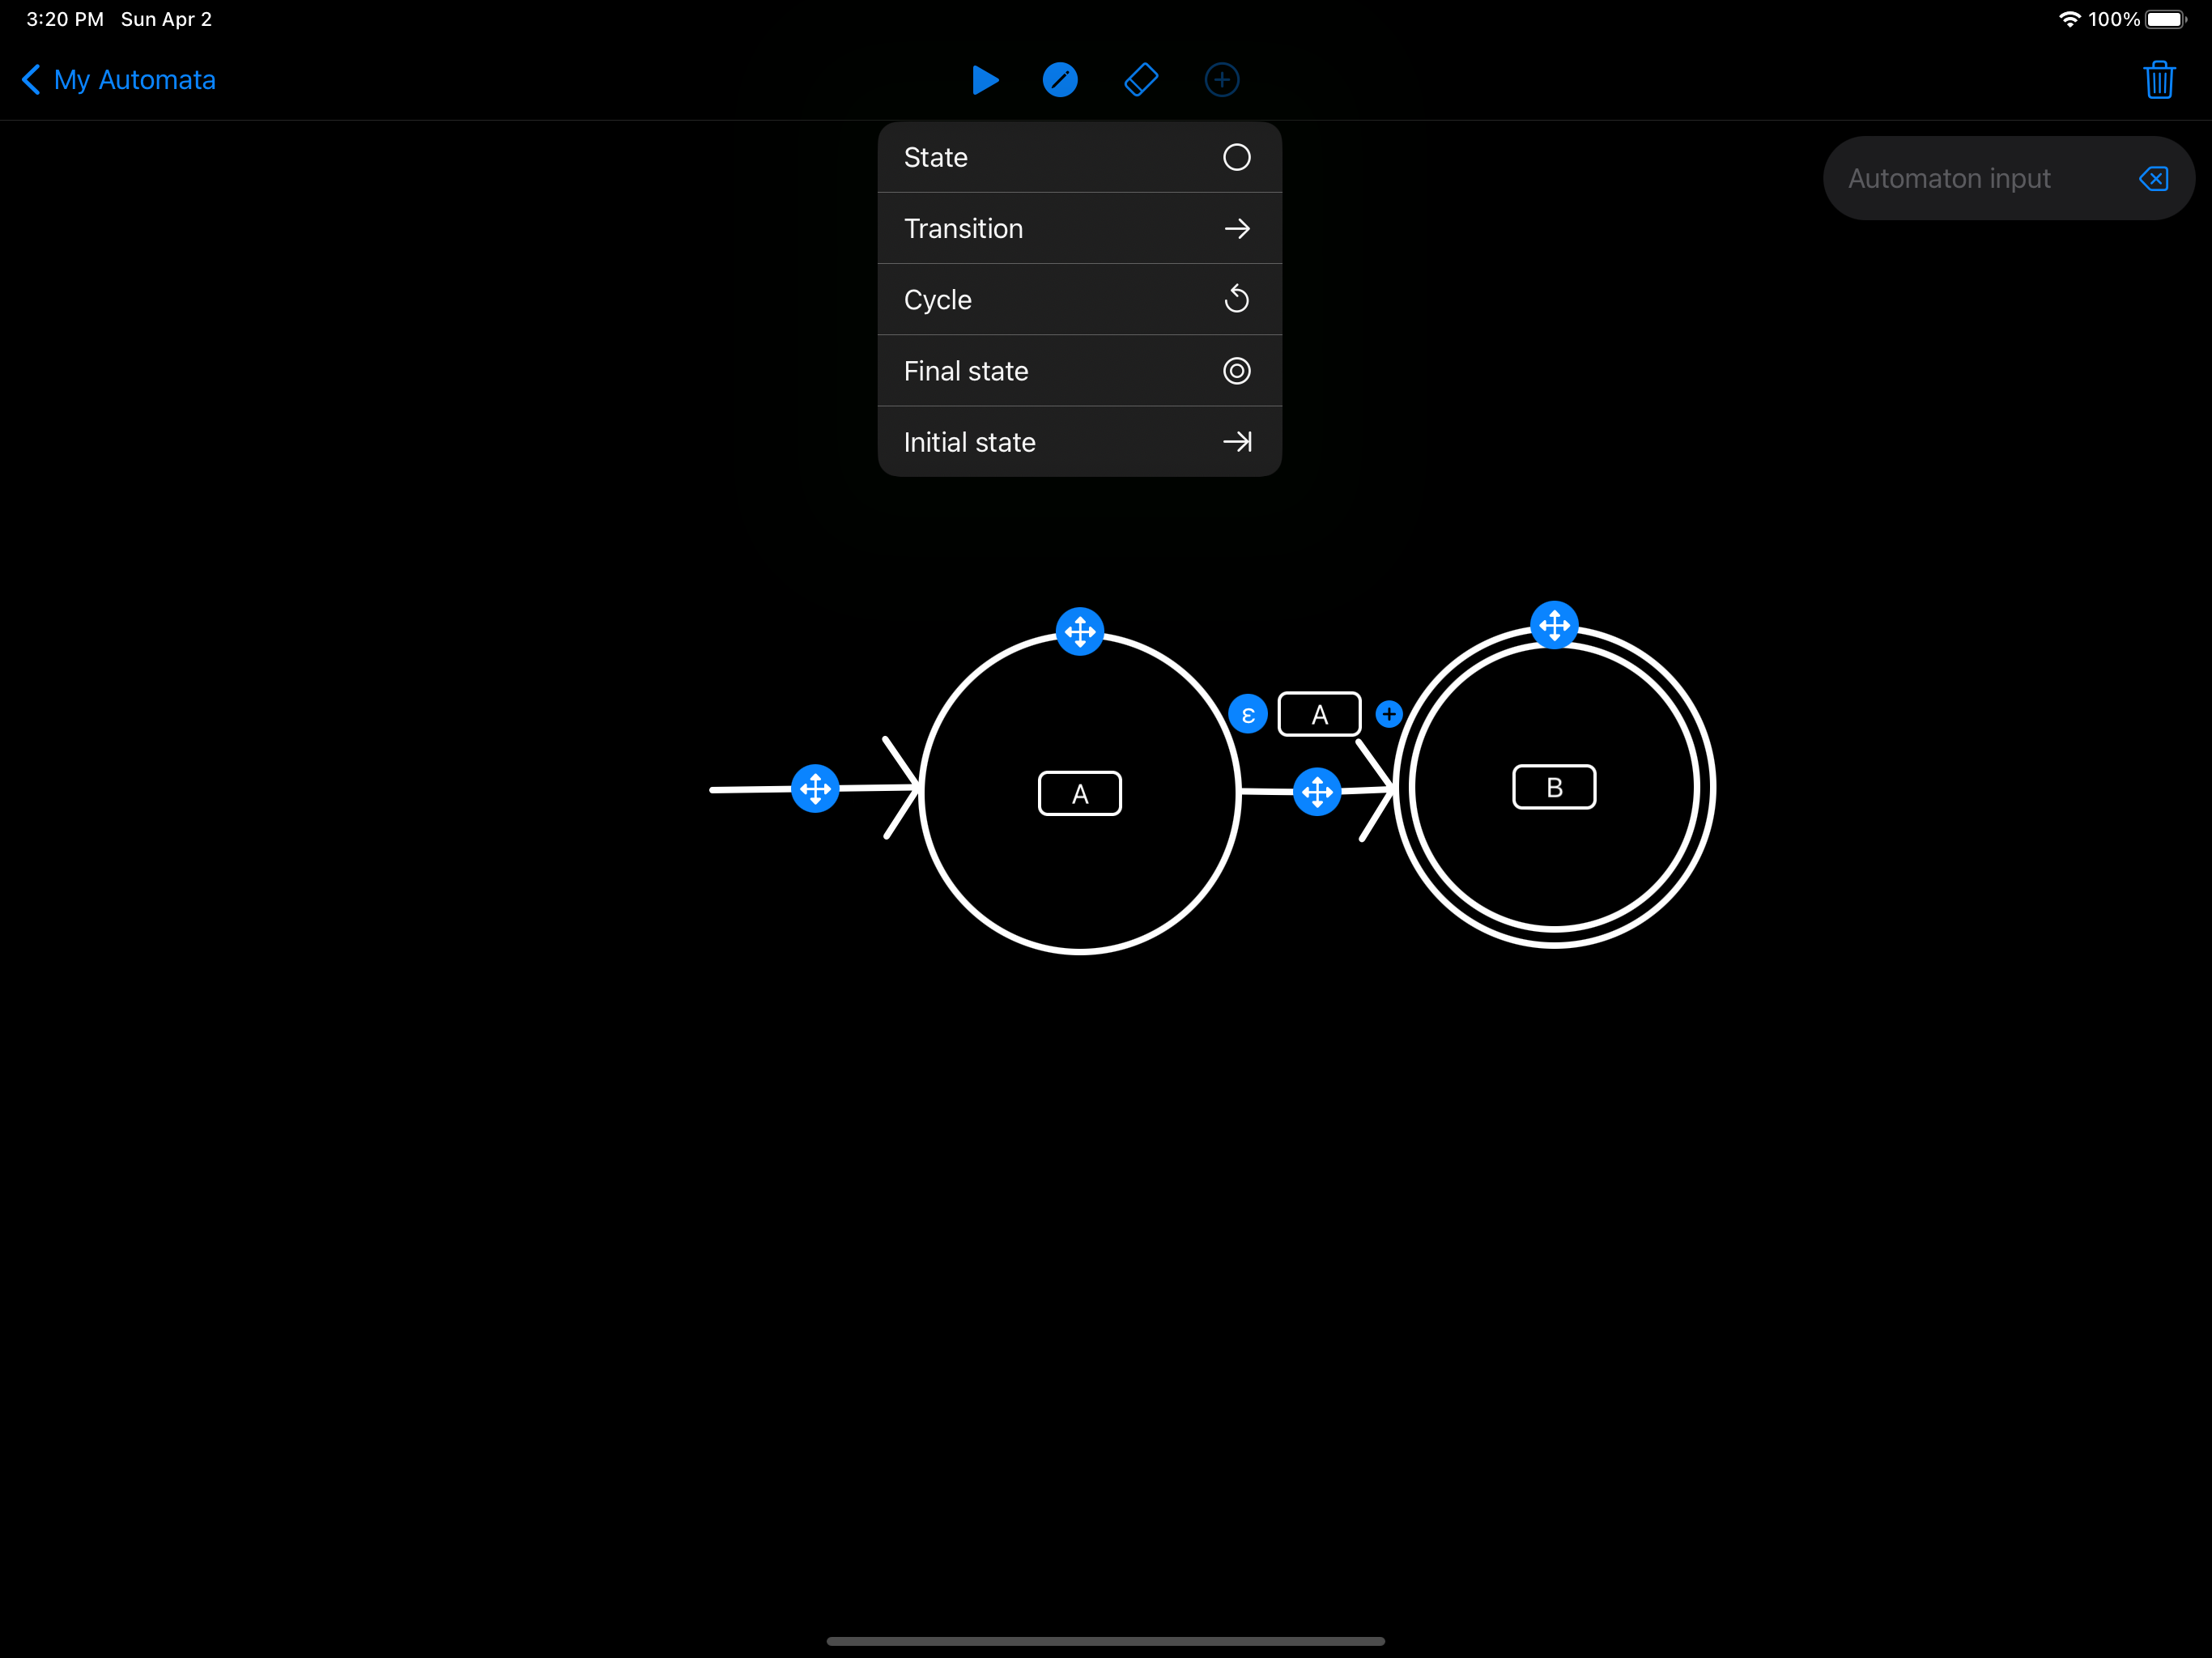 3:20 PM Sun Apr 2
100%
My Automata
State
Transition
Cycle
Final state
Initial state
Automaton input
ε A
A
B